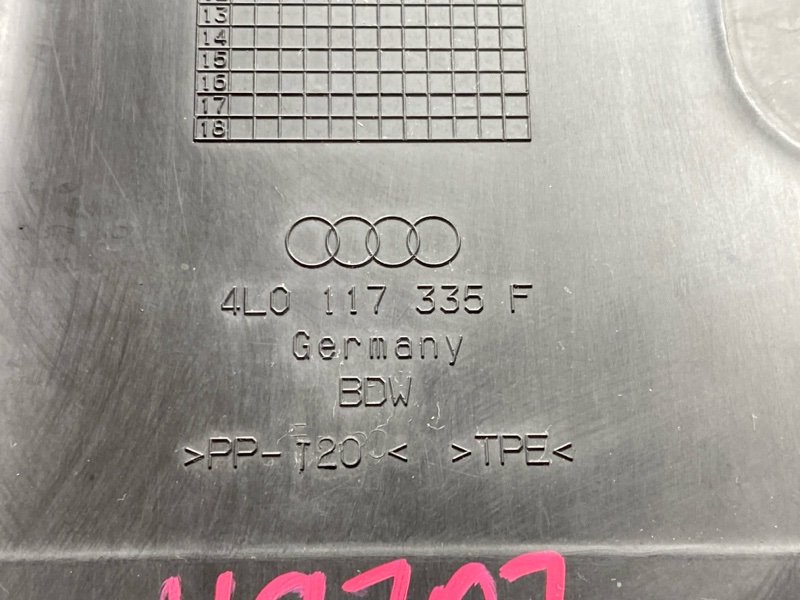 13
14
15
16
17
18
4L0 117 335 F
Germany
BDW
>PP-T20 < >TPE<